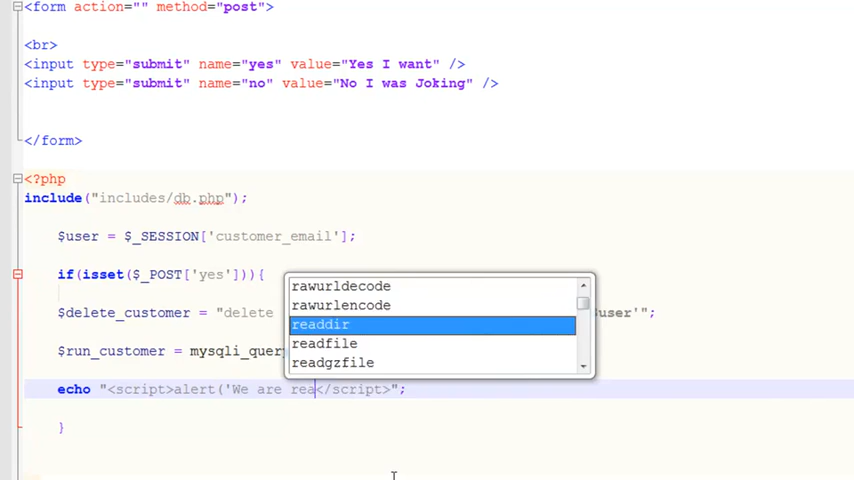 <form action="" method="post">
<br>
<input type="submit" name="yes" value="Yes I want" />
<input type="submit" name="no" value="No I was Joking" />
</form>
<?php
include("includes/db.php");
$user = $_SESSION['customer_email'];
if(isset($_POST['yes'])){
rawurldecode
rawurlencode
$delete_customer = "delete user'";
readdir
readfile
$run_customer = mysqli_query
readgzfile
echo "<script>alert('We are rea</script>";
}